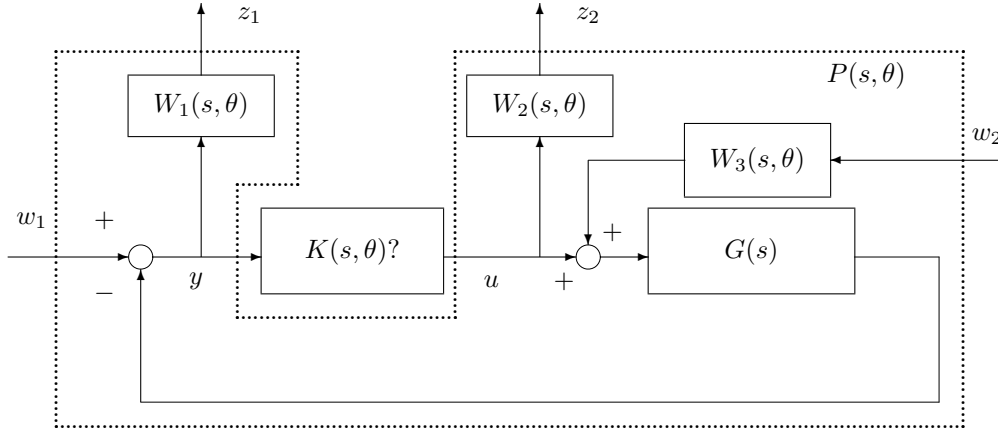 z₁
z₂
W₁(s, θ)
W₂(s, θ)
P(s, θ)
W₃(s, θ)
w₂
w₁
+
K(s, θ)?
+
G(s)
−
y
u
+